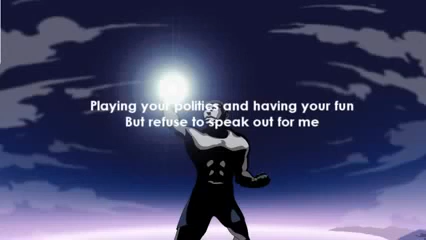 Playing your politics and having your fun
But refuse to speak out for me